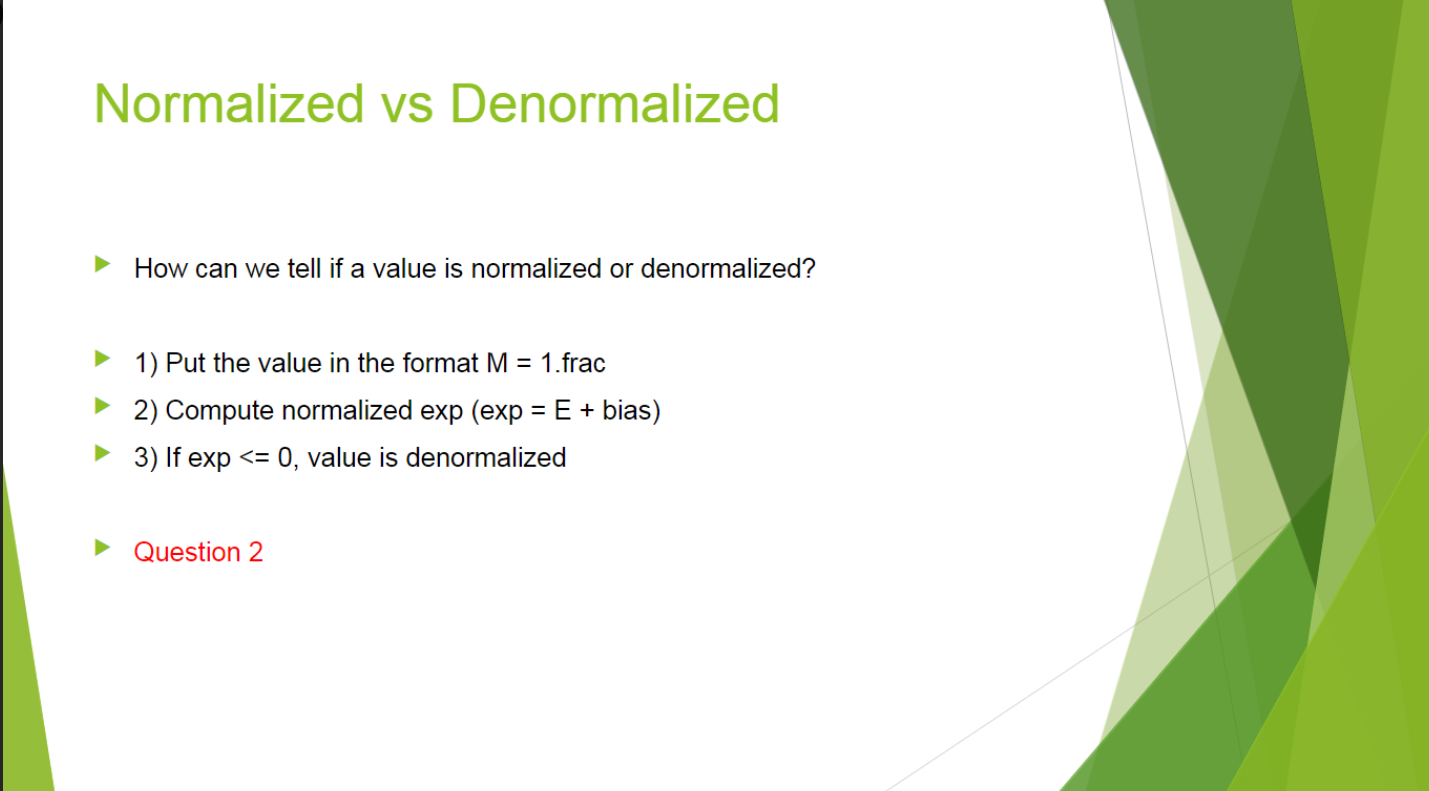 Normalized vs Denormalized
How can we tell if a value is normalized or denormalized?
1) Put the value in the format M = 1.frac
2) Compute normalized exp (exp = E + bias)
3) If exp <= 0, value is denormalized
Question 2